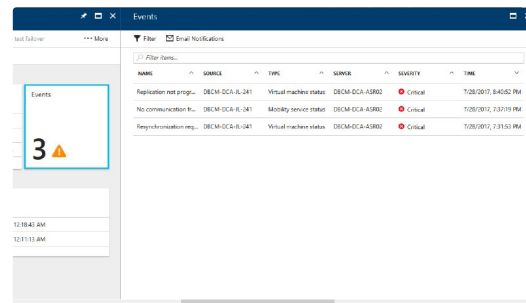 Events
test failover
More
Filter
Email Notifications
Filter items...
NAME SOURCE TYPE SERVER SEVERITY TIME
Replication not progr... DBCM-DCA-IL-241 Virtual machine status DBCM-DCA-ASR02 Critical 7/28/2017, 8:40:52 PM
No communication fr... DBCM-DCA-IL-241 Mobility service status DBCM-DCA-ASR02 Critical 7/28/2017, 7:37:19 PM
Resynchronization req... DBCM-DCA-IL-241 Virtual machine status DBCM-DCA-ASR02 Critical 7/28/2017, 7:31:53 PM
Events
3
12:18:43 AM
12:11:13 AM